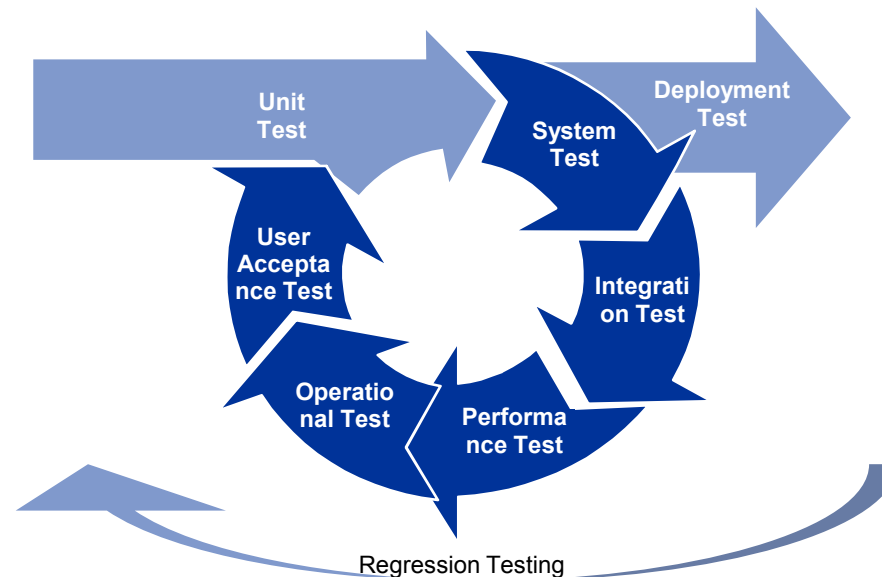 Unit
Test
System
Test
Deployment
Test
User
Accepta
nce Test
Integrati
on Test
Operatio
nal Test
Performa
nce Test
Regression Testing